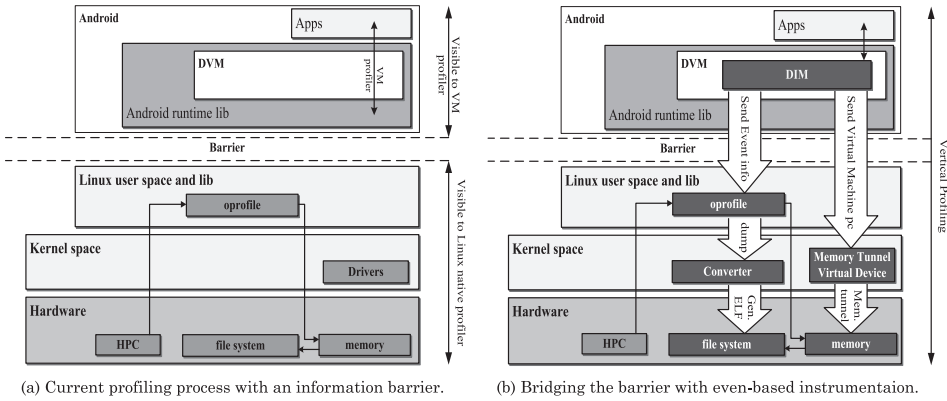 Android
Apps
DVM
VM
profiler
Android runtime lib
Visible to VM
profiler
Barrier
Linux user space and lib
oprofile
Kernel space
Drivers
Hardware
HPC
file system
memory
Visible to Linux native profiler
(a) Current profiling process with an information barrier.
Android
Apps
DVM
DIM
Android runtime lib
Send Event info
Send Virtual Machine pc
Barrier
Linux user space and lib
oprofile
dump
Kernel space
Converter
Memory Tunnel
Virtual Device
Gen.
ELF
Mem.
tunnel
Hardware
HPC
file system
memory
Vertical Profiling
(b) Bridging the barrier with even-based instrumentaion.